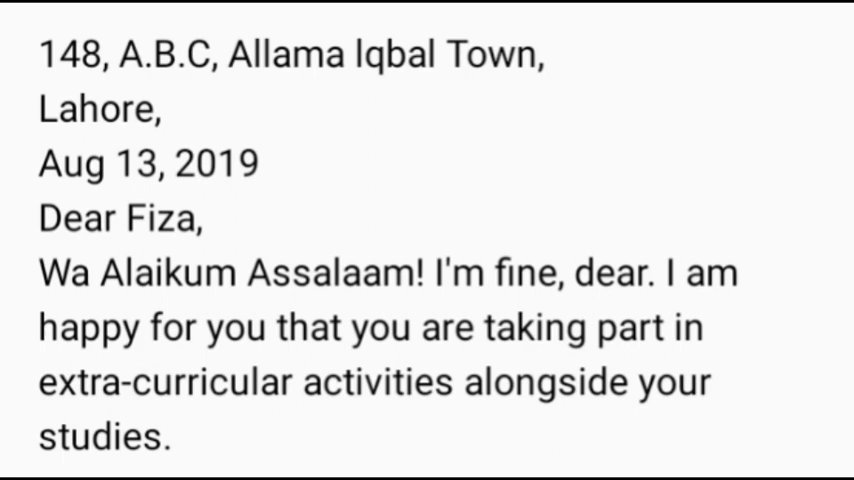 148, A.B.C, Allama Iqbal Town,
Lahore,
Aug 13, 2019
Dear Fiza,
Wa Alaikum Assalaam! I'm fine, dear. I am
happy for you that you are taking part in
extra-curricular activities alongside your
studies.